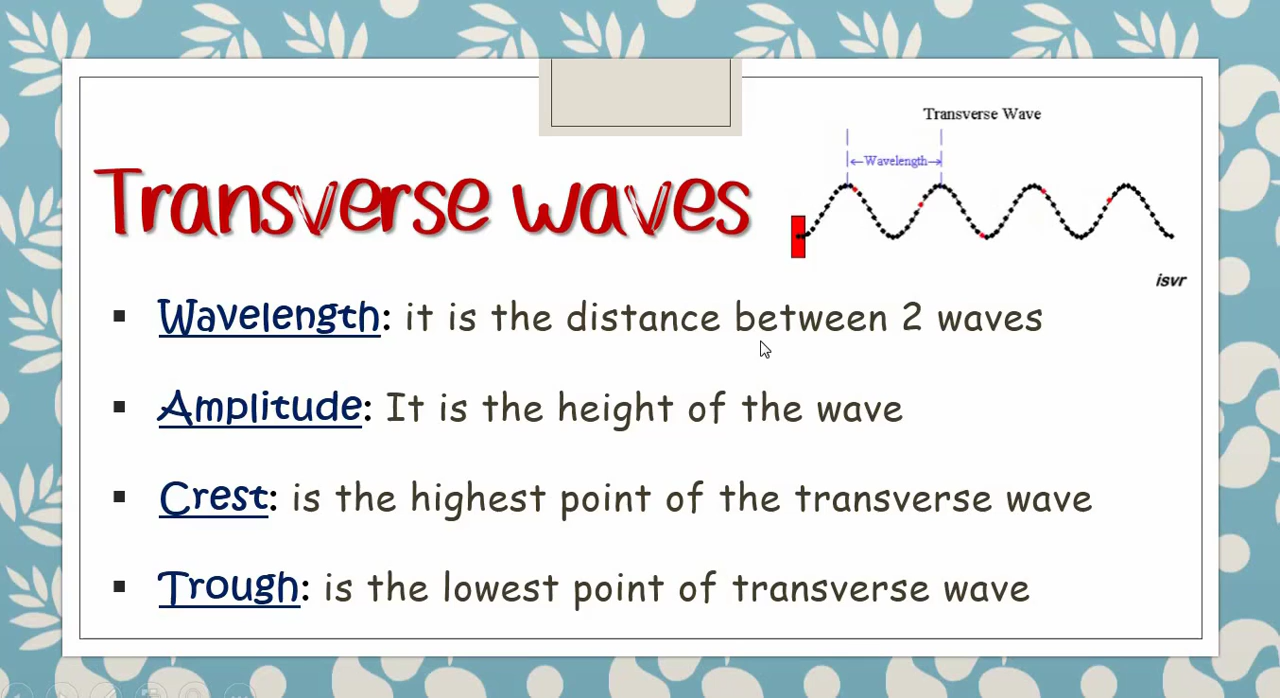 Transverse Wave
Wavelength
Transverse waves
isvr
▪ Wavelength: it is the distance between 2 waves
▪ Amplitude: It is the height of the wave
▪ Crest: is the highest point of the transverse wave
▪ Trough: is the lowest point of transverse wave